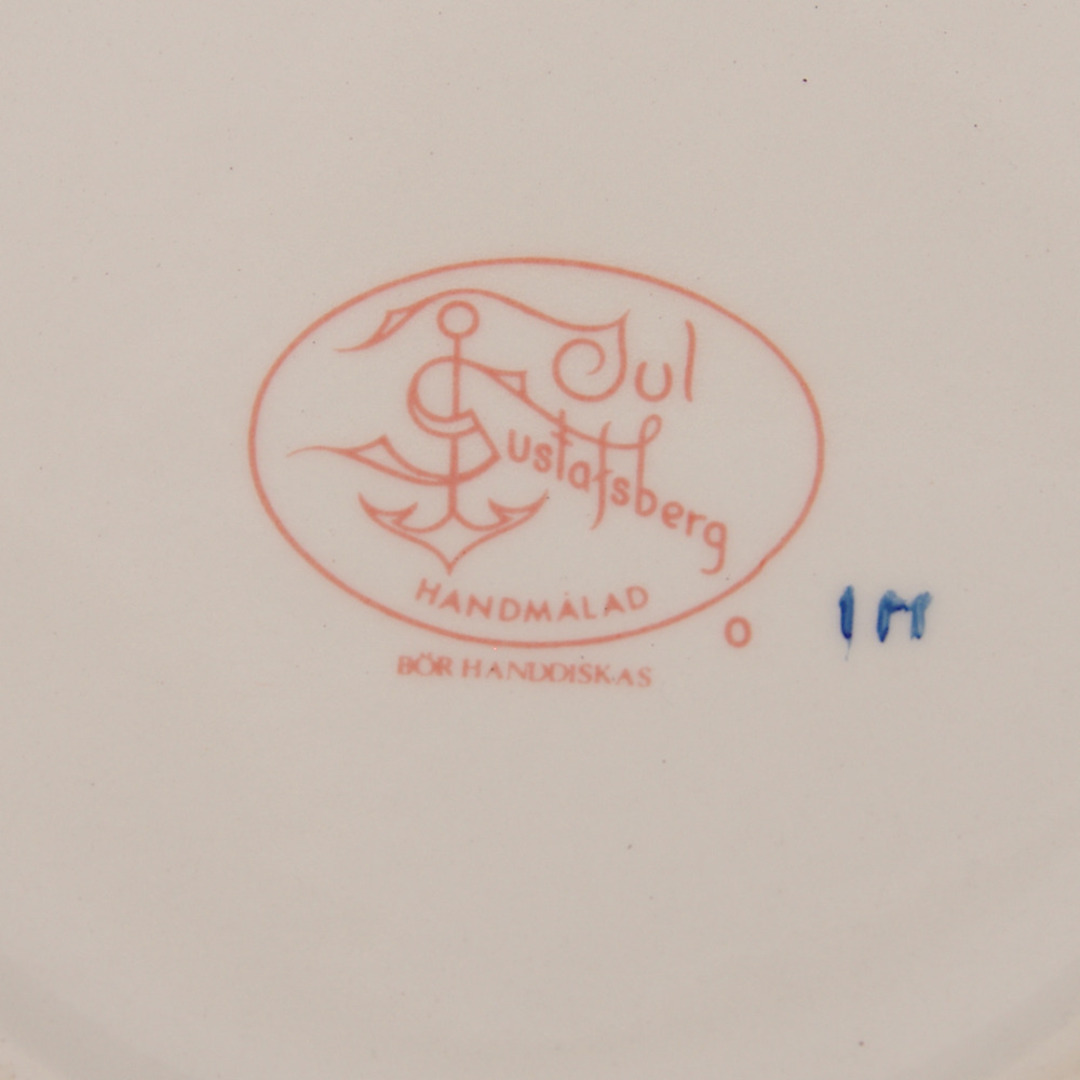 Jul
Gustafsberg
HANDMÅLAD
O
BÖR HANDDISKAS